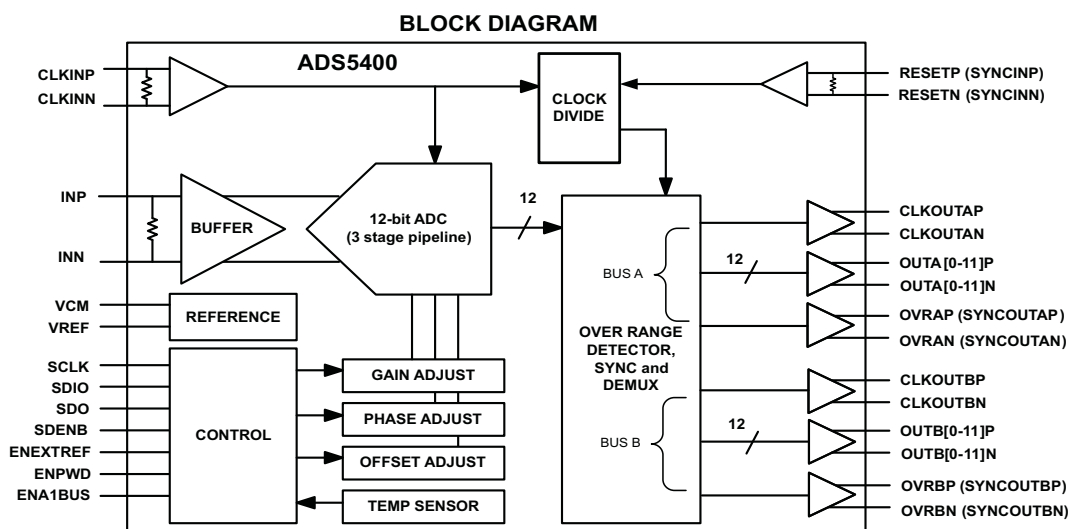 BLOCK DIAGRAM
ADS5400
CLKINP
CLKINN
CLOCK
DIVIDE
RESETP (SYNCINP)
RESETN (SYNCINN)
INP
INN
BUFFER
12-bit ADC
(3 stage pipeline)
12
VCM
VREF
REFERENCE
SCLK
SDIO
SDO
SDENB
ENEXTREF
ENPWD
ENA1BUS
CONTROL
GAIN ADJUST
PHASE ADJUST
OFFSET ADJUST
TEMP SENSOR
BUS A
OVER RANGE
DETECTOR,
SYNC and
DEMUX
BUS B
12
12
CLKOUTAP
CLKOUTAN
OUTA[0-11]P
OUTA[0-11]N
OVRAP (SYNCOUTAP)
OVRAN (SYNCOUTAN)
CLKOUTBP
CLKOUTBN
OUTB[0-11]P
OUTB[0-11]N
OVRBP (SYNCOUTBP)
OVRBN (SYNCOUTBN)